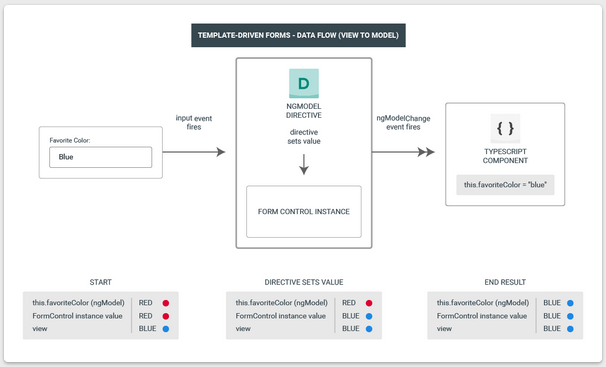 TEMPLATE-DRIVEN FORMS - DATA FLOW (VIEW TO MODEL)
Favorite Color:
Blue
input event
fires
D
NGMODEL
DIRECTIVE
directive
sets value
FORM CONTROL INSTANCE
ngModelChange
event fires
{ }
TYPESCRIPT
COMPONENT
this.favoriteColor = "blue"
START
this.favoriteColor (ngModel) RED
FormControl instance value RED
view BLUE
DIRECTIVE SETS VALUE
this.favoriteColor (ngModel) RED
FormControl instance value BLUE
view BLUE
END RESULT
this.favoriteColor (ngModel) BLUE
FormControl instance value BLUE
view BLUE